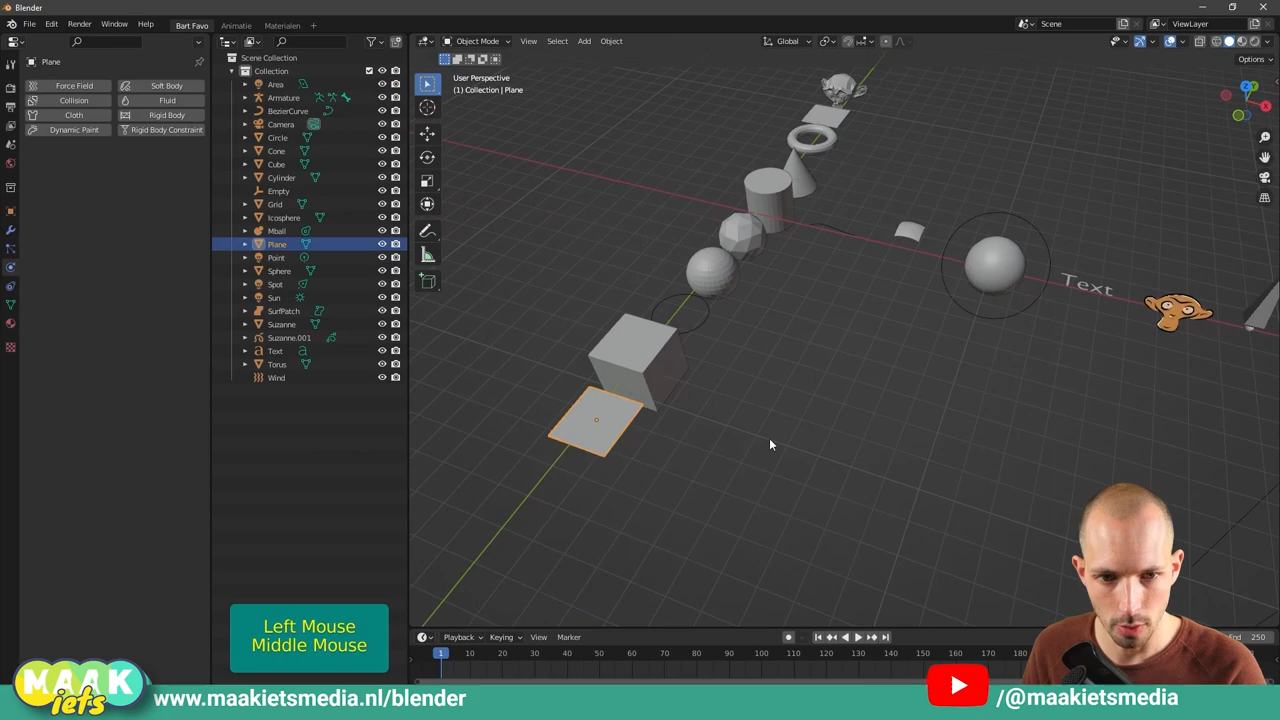 Blender
File Edit Render Window Help Bart Favo Animatie Materialen + Scene ViewLayer
Object Mode View Select Add Object Global
Options
Plane
Force Field Soft Body
Collision Fluid
Cloth Rigid Body
Dynamic Paint Rigid Body Constraint
Scene Collection
Collection
Area
Armature
BezierCurve
Camera
Circle
Cone
Cube
Cylinder
Empty
Grid
Icosphere
Mball
Plane
Point
Sphere
Spot
Sun
SurfPatch
Suzanne
Suzanne.001
Text
Torus
Wind
User Perspective
(1) Collection | Plane
Z
Y
X
Text
Left Mouse
Middle Mouse
Playback Keying View Marker End 250
1 10 20 30 40 50 60 70 80 90 100 110 120 130 140 150 160 170 180
MAAK
iets
www.maakietsmedia.nl/blender
/@maakietsmedia